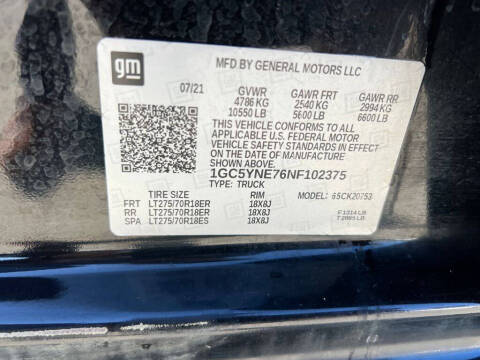 gm
MFD BY GENERAL MOTORS LLC
07/21 GVWR GAWR FRT GAWR RR
4786 KG 2540 KG 2994 KG
10550 LB 5600 LB 6600 LB
THIS VEHICLE CONFORMS TO ALL
APPLICABLE U.S. FEDERAL MOTOR
VEHICLE SAFETY STANDARDS IN
EFFECT ON THE DATE OF
MANUFACTURE SHOWN ABOVE.
1GC5YNE76NF102375
TYPE: TRUCK MODEL:
TIRE SIZE RIM
FRT LT275/70R18ER 18X8J
RR LT275/70R18ER 18X8J
SPA LT275/70R18ES 18X8J